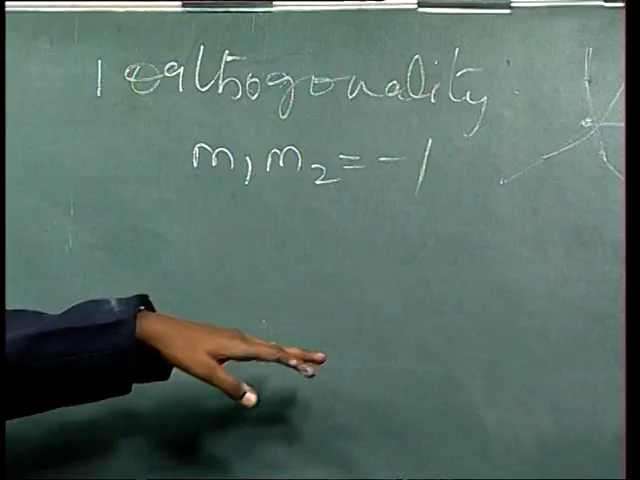 1 orthogonality
m₁m₂ = -1